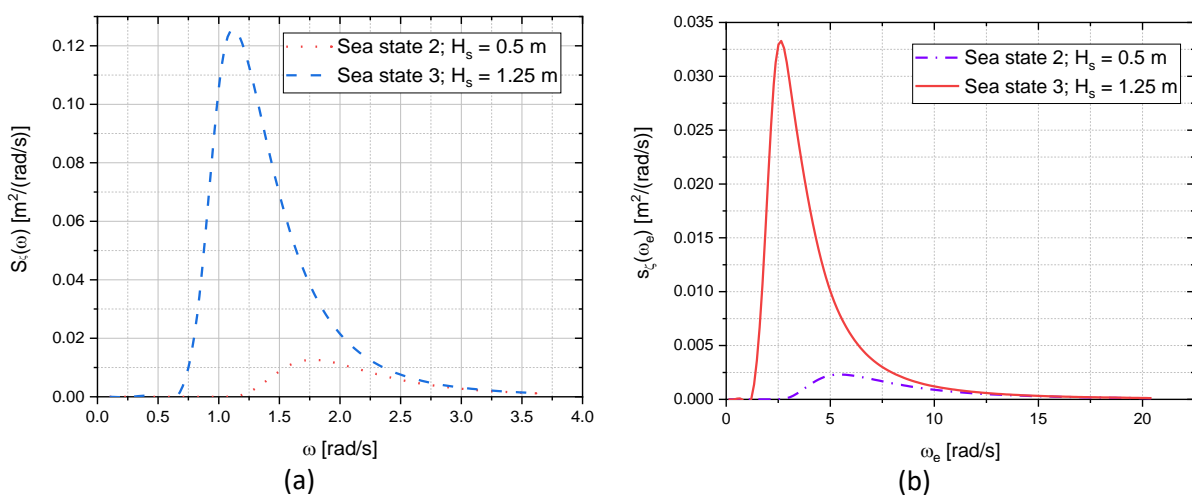 Sea state 2; Hs = 0.5 m
Sea state 3; Hs = 1.25 m
0.12
0.10
0.08
0.06
0.04
0.02
0.00
Sζ(ω) [m²/(rad/s)]
0.0 0.5 1.0 1.5 2.0 2.5 3.0 3.5 4.0
ω [rad/s]
(a)
Sea state 2; Hs = 0.5 m
Sea state 3; Hs = 1.25 m
0.035
0.030
0.025
0.020
0.015
0.010
0.005
0.000
sζ(ωe) [m²/(rad/s)]
0 5 10 15 20
ωe [rad/s]
(b)